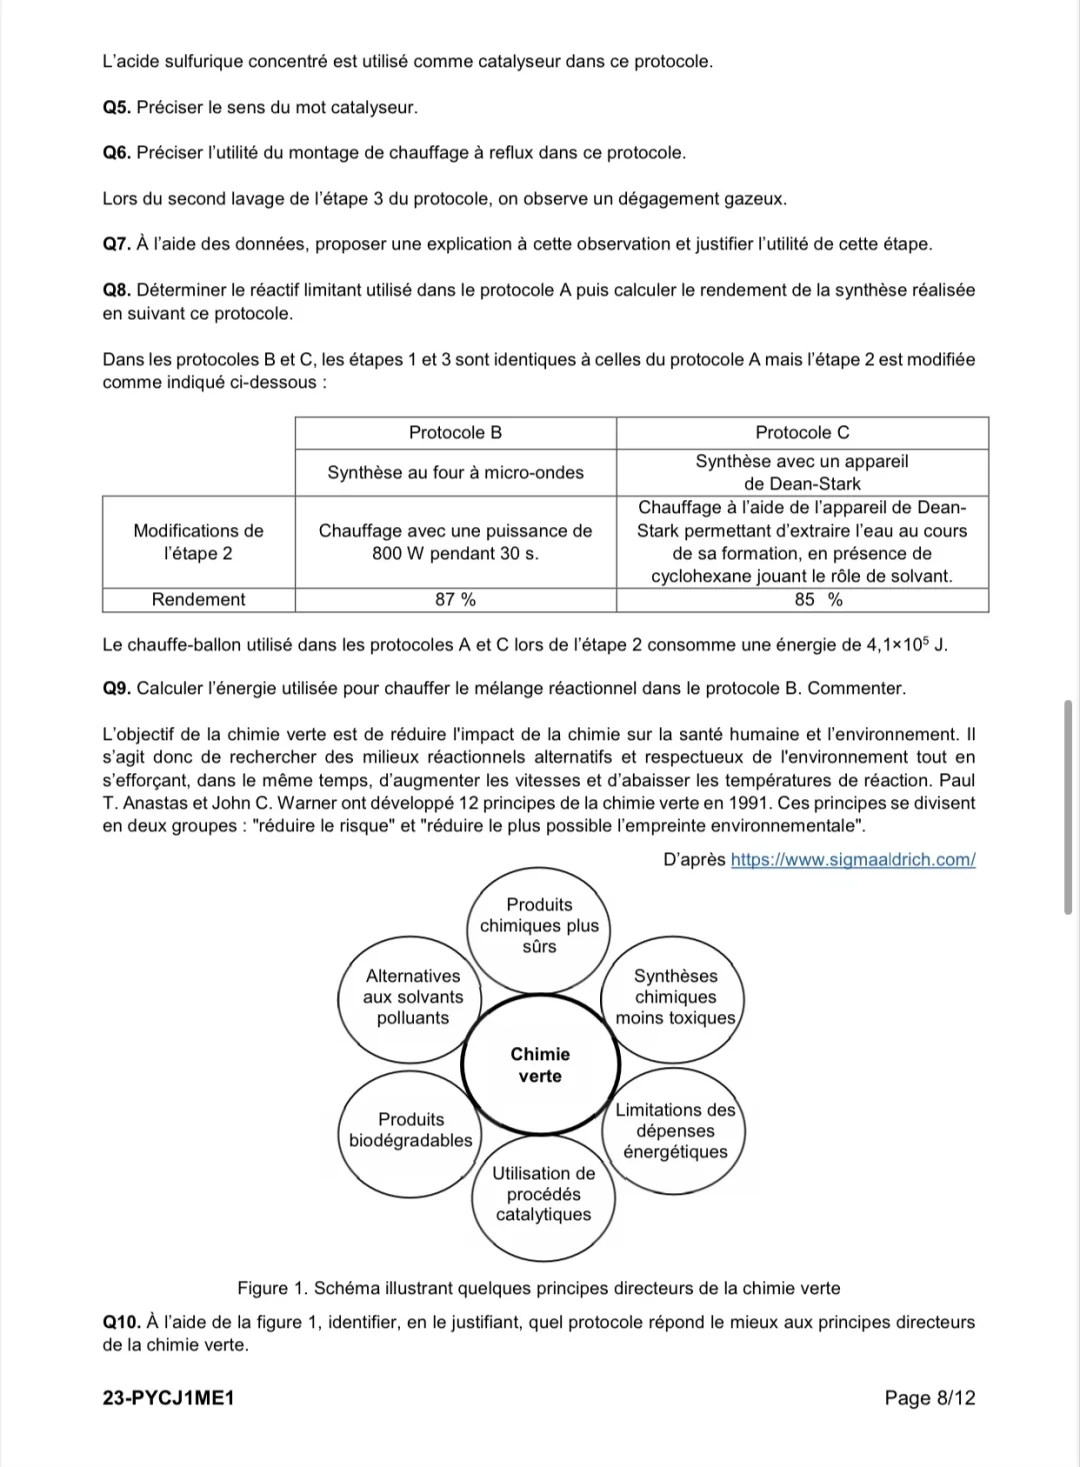 L'acide sulfurique concentré est utilisé comme catalyseur dans ce protocole.
Q5. Préciser le sens du mot catalyseur.
Q6. Préciser l'utilité du montage de chauffage à reflux dans ce protocole.
Lors du second lavage de l'étape 3 du protocole, on observe un dégagement gazeux.
Q7. À l'aide des données, proposer une explication à cette observation et justifier l'utilité de cette étape.
Q8. Déterminer le réactif limitant utilisé dans le protocole A puis calculer le rendement de la synthèse réalisée
en suivant ce protocole.
Dans les protocoles B et C, les étapes 1 et 3 sont identiques à celles du protocole A mais l'étape 2 est modifiée
comme indiqué ci-dessous :
Protocole B
Protocole C
Synthèse au four à micro-ondes
Synthèse avec un appareil
de Dean-Stark
Modifications de
l'étape 2
Chauffage avec une puissance de
800 W pendant 30 s.
Chauffage à l'aide de l'appareil de Dean-
Stark permettant d'extraire l'eau au cours
de sa formation, en présence de
cyclohexane jouant le rôle de solvant.
Rendement
87 %
85 %
Le chauffe-ballon utilisé dans les protocoles A et C lors de l'étape 2 consomme une énergie de 4,1×10⁵ J.
Q9. Calculer l'énergie utilisée pour chauffer le mélange réactionnel dans le protocole B. Commenter.
L'objectif de la chimie verte est de réduire l'impact de la chimie sur la santé humaine et l'environnement. Il
s'agit donc de rechercher des milieux réactionnels alternatifs et respectueux de l'environnement tout en
s'efforçant, dans le même temps, d'augmenter les vitesses et d'abaisser les températures de réaction. Paul
T. Anastas et John C. Warner ont développé 12 principes de la chimie verte en 1991. Ces principes se divisent
en deux groupes : "réduire le risque" et "réduire le plus possible l'empreinte environnementale".
D'après https://www.sigmaaldrich.com/
Produits
chimiques plus
sûrs
Alternatives
aux solvants
polluants
Synthèses
chimiques
moins toxiques
Chimie
verte
Produits
biodégradables
Limitations des
dépenses
énergétiques
Utilisation de
procédés
catalytiques
Figure 1. Schéma illustrant quelques principes directeurs de la chimie verte
Q10. À l'aide de la figure 1, identifier, en le justifiant, quel protocole répond le mieux aux principes directeurs
de la chimie verte.
23-PYCJ1ME1
Page 8/12